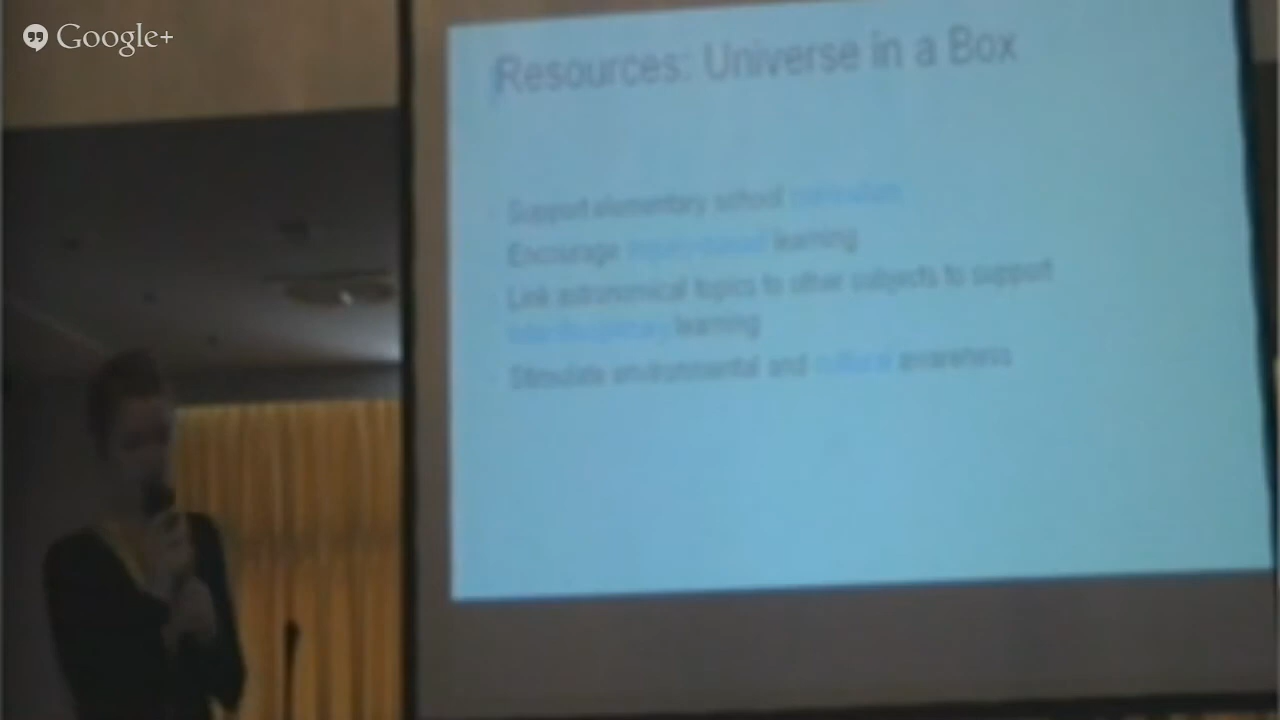 Google+
Resources: Universe in a Box
Support elementary school curriculum
Encourage inquiry-based learning
Link astronomical topics to other subjects to support
interdisciplinary learning
Stimulate environmental and cultural awareness